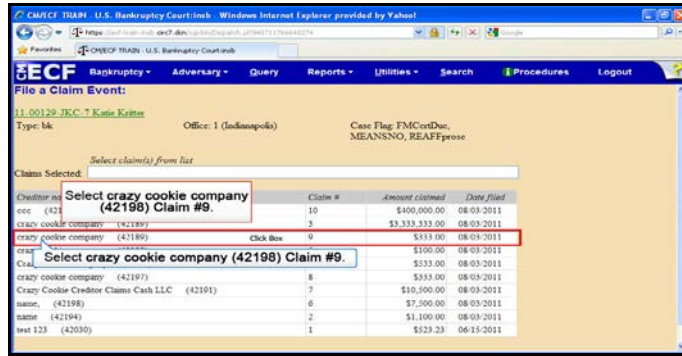 CM/ECF TRAIN - U.S. Bankruptcy Court:insb - Windows Internet Explorer provided by Yahoo!
Google
Favorites CM/ECF TRAIN - U.S. Bankruptcy Court:insb
ECF Bankruptcy Adversary Query Reports Utilities Search Procedures Logout
File a Claim Event:
11-00129-JKC-7 Katie Kritter
Type: bk Office: 1 (Indianapolis) Case Flag: FMCertDue,
MEANSNO, REAFFprose
Select claim(s) from list
Claims Selected:
Creditor Claim # Amount claimed Date filed
Select crazy cookie company
(42198) Claim #9.
ccc 10 $400,000.00 08/03/2011
crazy cookie company (42189) 3 $3,333,333.00 08/03/2011
crazy cookie company (42189) Click Box 9 $333.00 08/03/2011
$100.00 08/03/2011
Select crazy cookie company (42198) Claim #9.
$533.00 08/03/2011
crazy cookie company (42197) 8 $353.00 08/03/2011
Crazy Cookie Creditor Claims Cash LLC (42191) 7 $10,500.00 08/03/2011
name, (42198) 6 $7,500.00 08/03/2011
name (42194) 2 $1,100.00 08/03/2011
test 123 (42030) 1 $523.23 06/15/2011